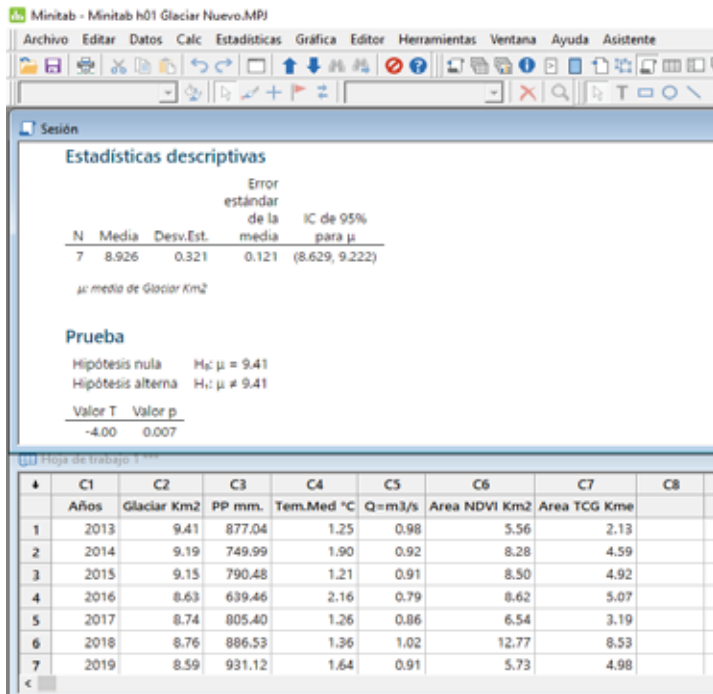 Minitab - Minitab h01 Glaciar Nuevo.MPJ
Archivo Editar Datos Calc Estadísticas Gráfica Editor Herramientas Ventana Ayuda Asistente
Sesión
Estadísticas descriptivas
Error
estándar
de la IC de 95%
N Media Desv.Est. media para μ
7 8.926 0.321 0.121 (8.629, 9.222)
μ: media de Glaciar Km2
Prueba
Hipótesis nula H₀: μ = 9.41
Hipótesis alterna H₁: μ ≠ 9.41
Valor T Valor p
-4.00 0.007
Hoja de trabajo 1 ***
C1 C2 C3 C4 C5 C6 C7 C8
Años Glaciar Km2 PP mm. Tem.Med °C Q=m3/s Area NDVI Km2 Area TCG Kme
1 2013 9.41 877.04 1.25 0.98 5.56 2.13
2 2014 9.19 749.99 1.90 0.92 8.28 4.59
3 2015 9.15 790.48 1.21 0.91 8.50 4.92
4 2016 8.63 639.46 2.16 0.79 8.62 5.07
5 2017 8.74 805.40 1.26 0.86 6.54 3.19
6 2018 8.76 886.53 1.36 1.02 12.77 8.53
7 2019 8.59 931.12 1.64 0.91 5.73 4.98